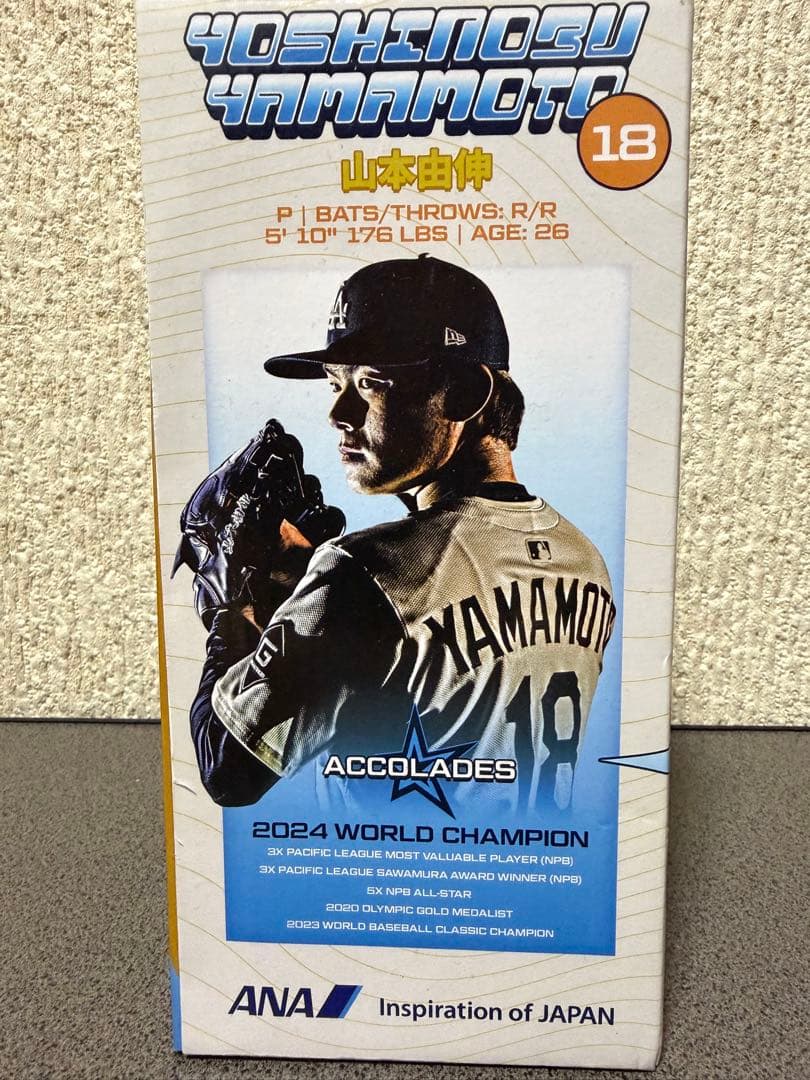 YOSHINOBU
YAMAMOTO
18
山本由伸
P | BATS/THROWS: R/R
5' 10" 176 LBS | AGE: 26
LA
YAMAMOTO
G
18
ACCOLADES
2024 WORLD CHAMPION
3X PACIFIC LEAGUE MOST VALUABLE PLAYER (NPB)
3X PACIFIC LEAGUE SAWAMURA AWARD WINNER (NPB)
5X NPB ALL-STAR
2020 OLYMPIC GOLD MEDALIST
2023 WORLD BASEBALL CLASSIC CHAMPION
ANA Inspiration of JAPAN